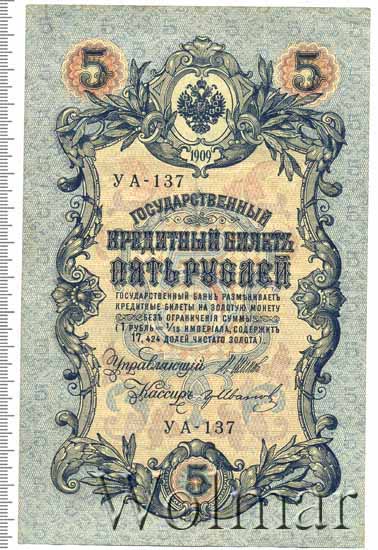 5 5
1909
УА-137
ГОСУДАРСТВЕННЫЙ
КРЕДИТНЫЙ БИЛЕТЪ
ПЯТЬ РУБЛЕЙ
ГОСУДАРСТВЕННЫЙ БАНКЪ РАЗМѢНИВАЕТЪ
КРЕДИТНЫЕ БИЛЕТЫ НА ЗОЛОТУЮ МОНЕТУ
БЕЗЪ ОГРАНИЧЕНІЯ СУММЫ
(1 РУБЛЬ = 1/15 ИМПЕРІАЛА, СОДЕРЖИТЪ
17,424 ДОЛЕЙ ЧИСТАГО ЗОЛОТА).
Управляющій
Кассиръ
УА-137
5
Wolmar